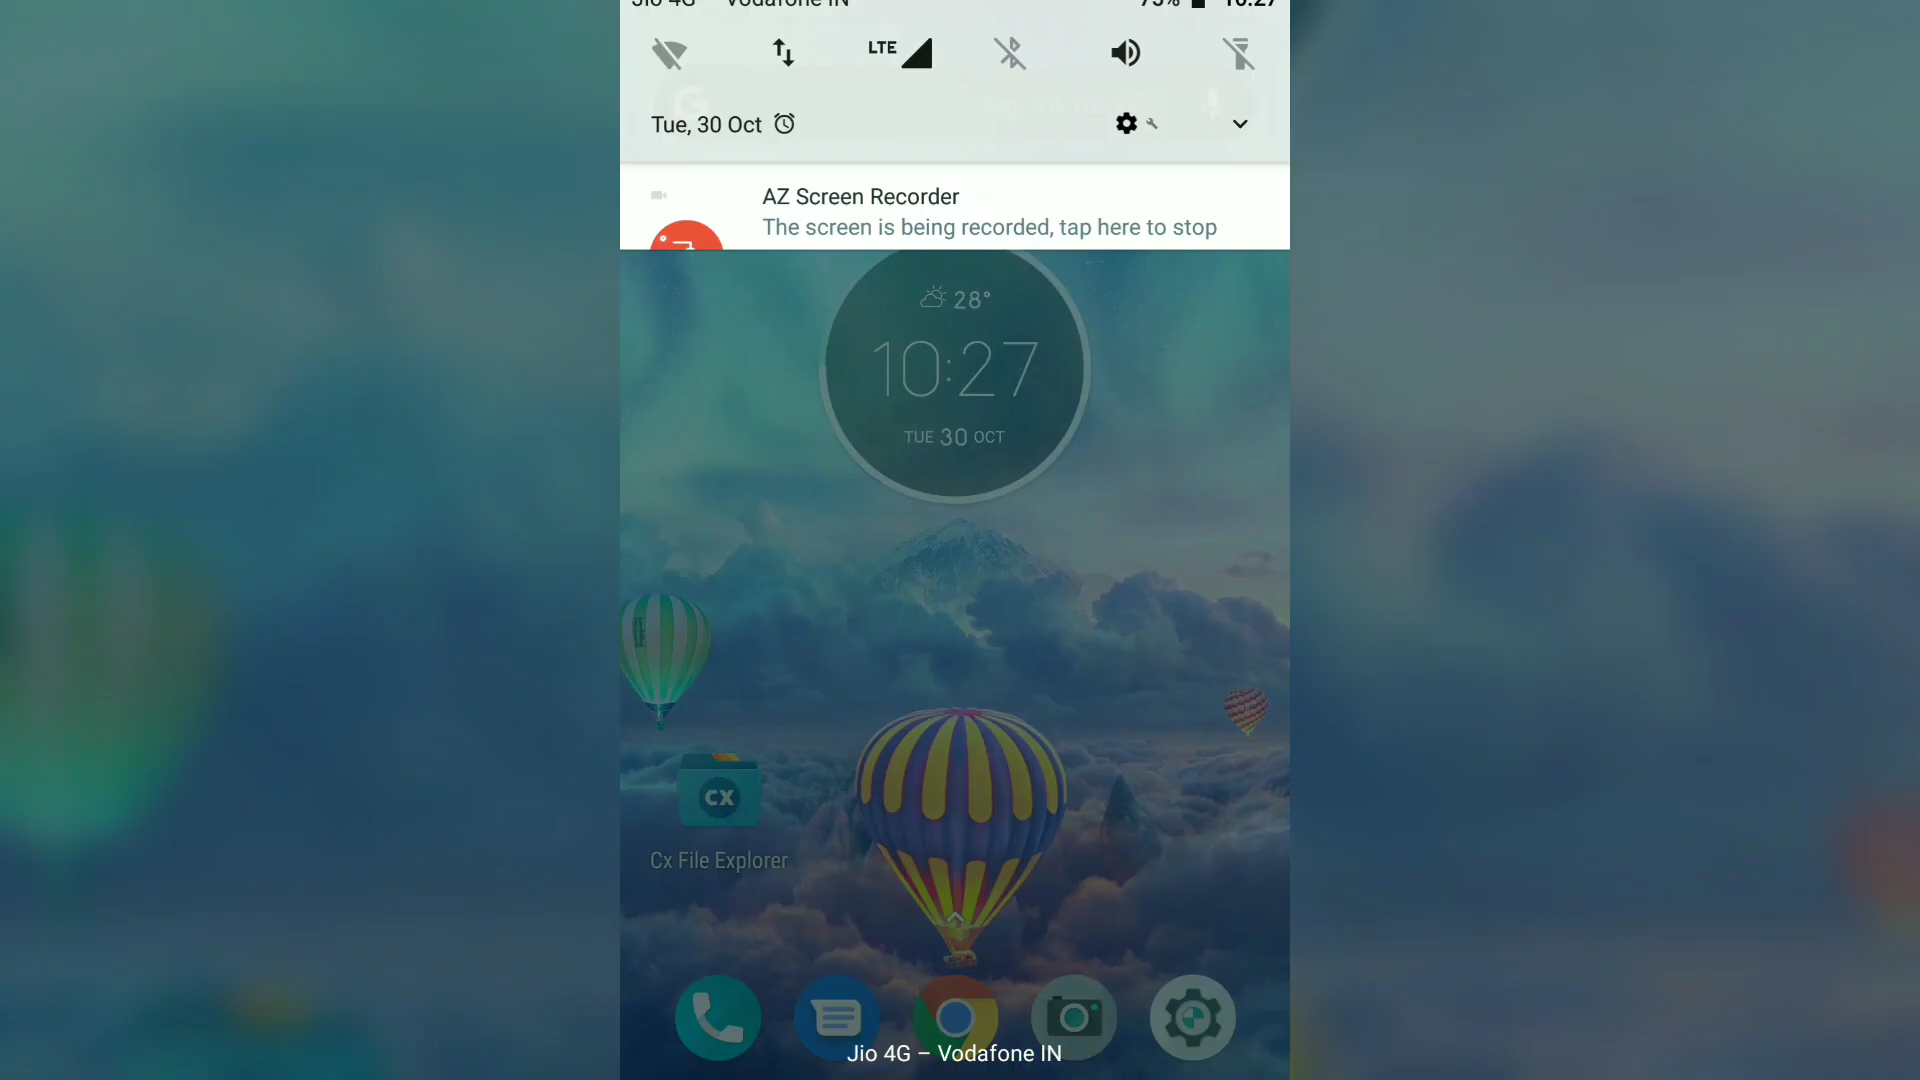 Jio 4G — Vodafone IN 75% 10:27
LTE
Tue, 30 Oct
AZ Screen Recorder
The screen is being recorded, tap here to stop
28°
10:27
TUE 30 OCT
CX
Cx File Explorer
Jio 4G – Vodafone IN